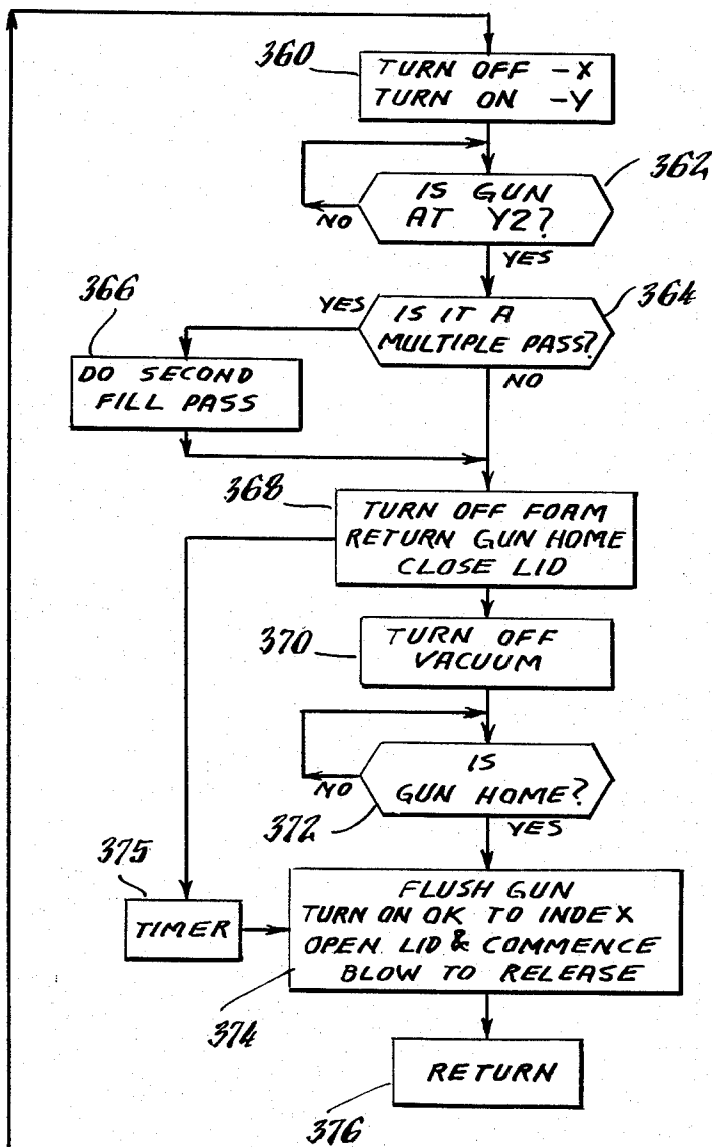 360
TURN OFF -X
TURN ON -Y
362
IS GUN
AT Y2?
NO
YES
364
YES
IS IT A
MULTIPLE PASS?
NO
366
DO SECOND
FILL PASS
368
TURN OFF FOAM
RETURN GUN HOME
CLOSE LID
370
TURN OFF
VACUUM
IS
GUN HOME?
NO
372
YES
375
TIMER
FLUSH GUN
TURN ON OK TO INDEX
OPEN LID & COMMENCE
BLOW TO RELEASE
374
RETURN
376